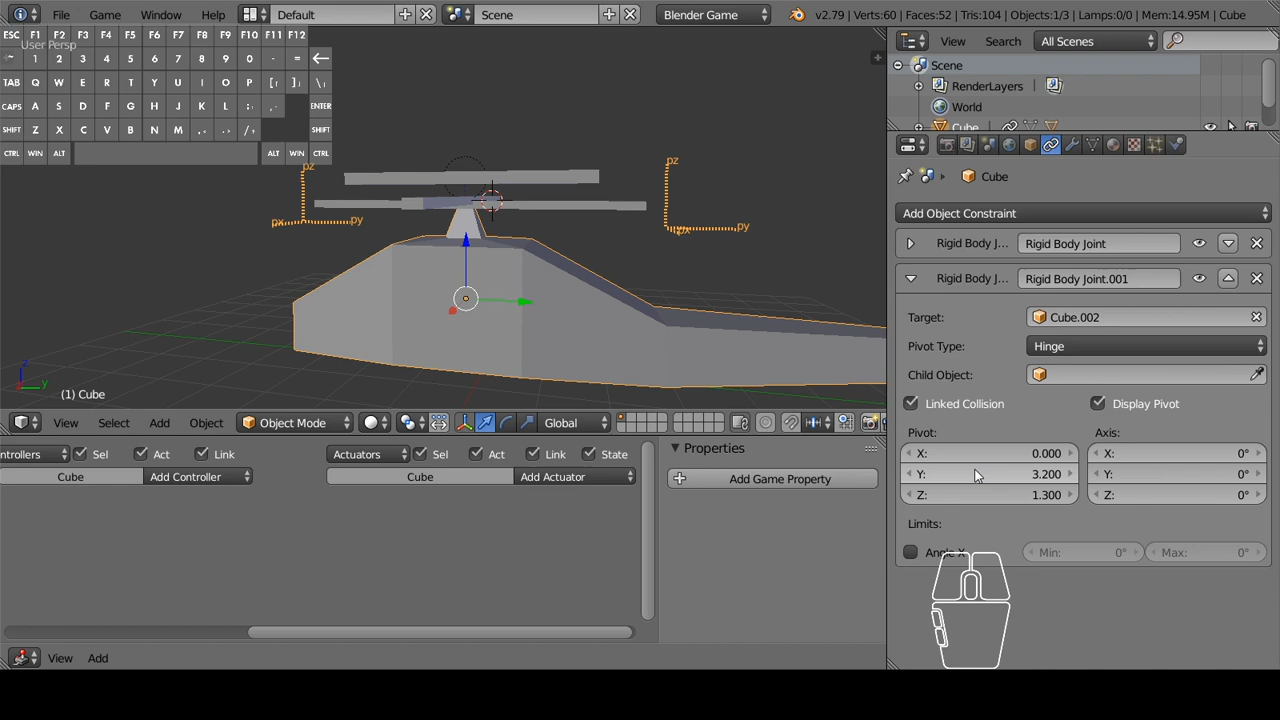 File Game Window Help Default Scene Blender Game v2.79 | Verts:60 | Faces:52 | Tris:104 | Objects:1/3 | Lamps:0/0 | Mem:14.95M | Cube
ESC F1 F2 F3 F4 F5 F6 F7 F8 F9 F10 F11 F12
User Persp
1 2 3 4 5 6 7 8 9 0 - =
TAB Q W E R T Y U I O P [ ] \
CAPS A S D F G H J K L ; ENTER
SHIFT Z X C V B N M , . / SHIFT
CTRL WIN ALT ALT WIN CTRL
pz
px py
pz
px py
z
y
(1) Cube
View Select Add Object Object Mode Global
View Search All Scenes
Scene
RenderLayers
World
Cube
Cube
Add Object Constraint
Rigid Body J... Rigid Body Joint
Rigid Body J... Rigid Body Joint.001
Target: Cube.002
Pivot Type: Hinge
Child Object:
Linked Collision Display Pivot
Pivot: Axis:
X: 0.000 X: 0°
Y: 3.200 Y: 0°
Z: 1.300 Z: 0°
Limits:
Angle X Min: 0° Max: 0°
ntrollers Sel Act Link Actuators Sel Act Link State
Cube Add Controller Cube Add Actuator
Properties
Add Game Property
View Add